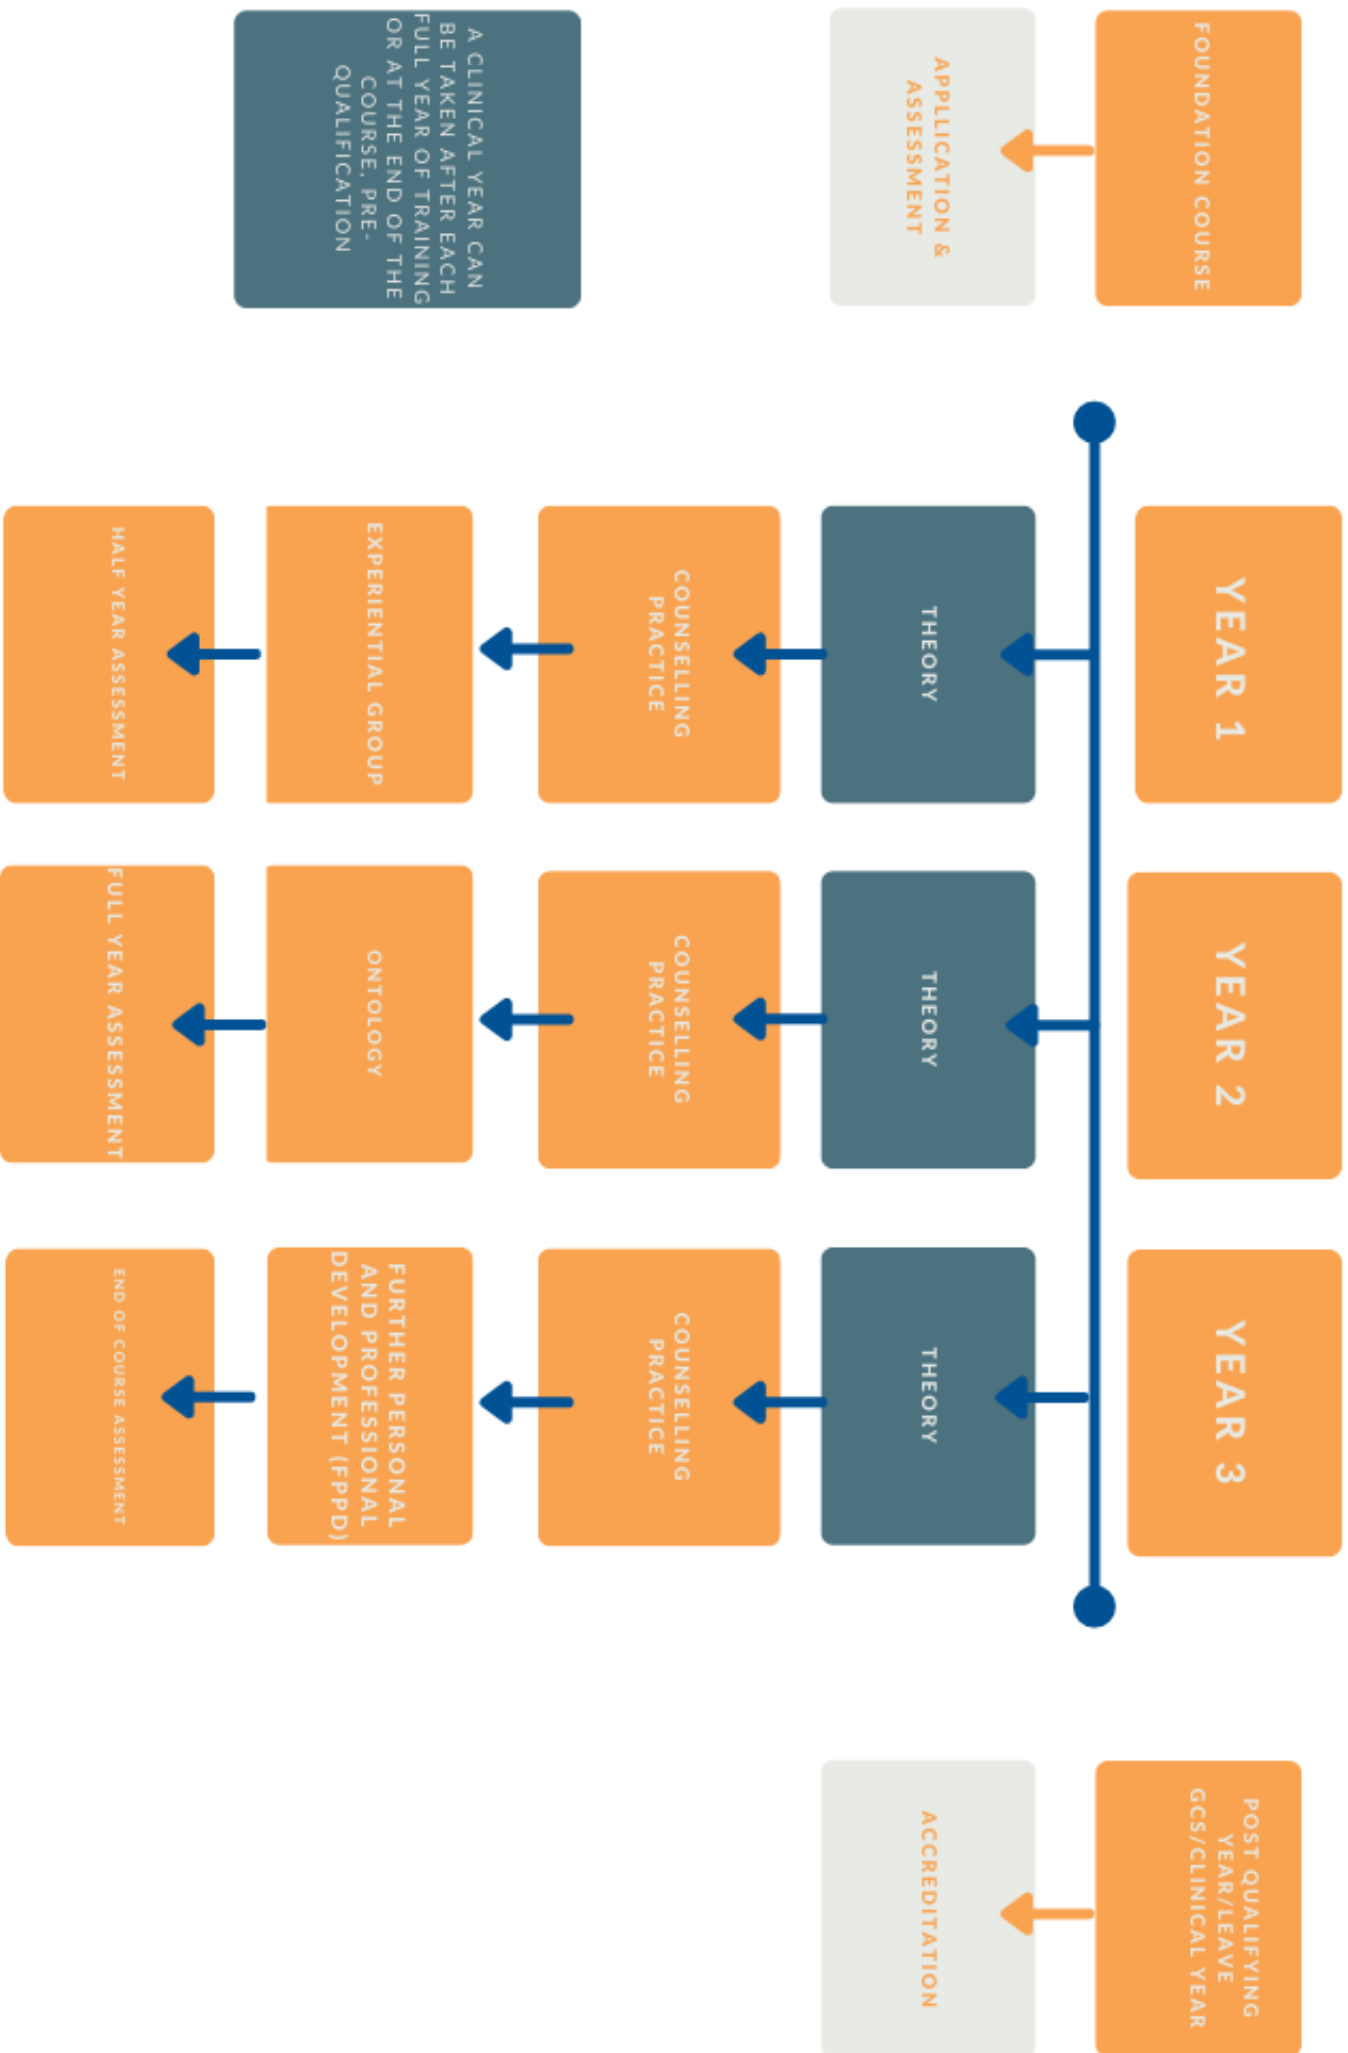 FOUNDATION COURSE
APPLLICATION &
ASSESSMENT
A CLINICAL YEAR CAN
BE TAKEN AFTER EACH
FULL YEAR OF TRAINING
OR AT THE END OF THE
COURSE, PRE-
QUALIFICATION
YEAR 1
THEORY
COUNSELLING
PRACTICE
EXPERIENTIAL GROUP
HALF YEAR ASSESSMENT
YEAR 2
THEORY
COUNSELLING
PRACTICE
ONTOLOGY
FULL YEAR ASSESSMENT
YEAR 3
THEORY
COUNSELLING
PRACTICE
FURTHER PERSONAL
AND PROFESSIONAL
DEVELOPMENT (FPPD)
END OF COURSE ASSESSMENT
POST QUALIFYING
YEAR/LEAVE
GCS/CLINICAL YEAR
ACCREDITATION